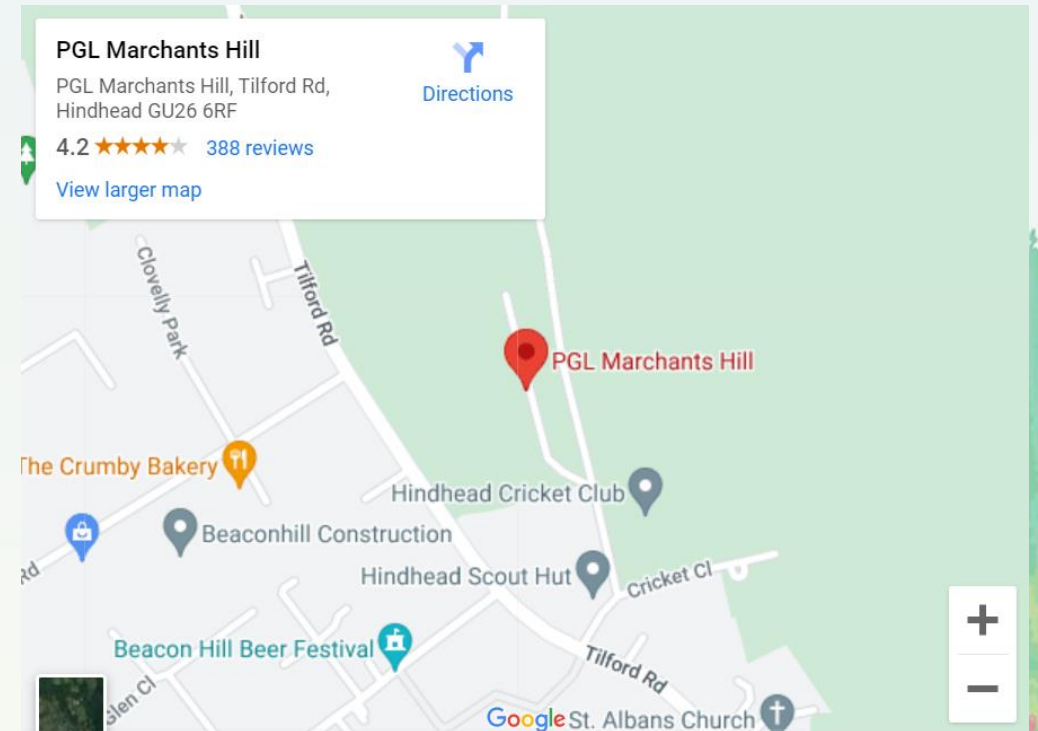 PGL Marchants Hill
PGL Marchants Hill, Tilford Rd,
Hindhead GU26 6RF
4.2
388 reviews
View larger map
Directions
Clovelly Park
Tilford Rd
PGL Marchants Hill
The Crumby Bakery
Hindhead Cricket Club
Beaconhill Construction
Rd
Hindhead Scout Hut
Cricket Cl
Beacon Hill Beer Festival
Tilford Rd
Glen Cl
Google
St. Albans Church